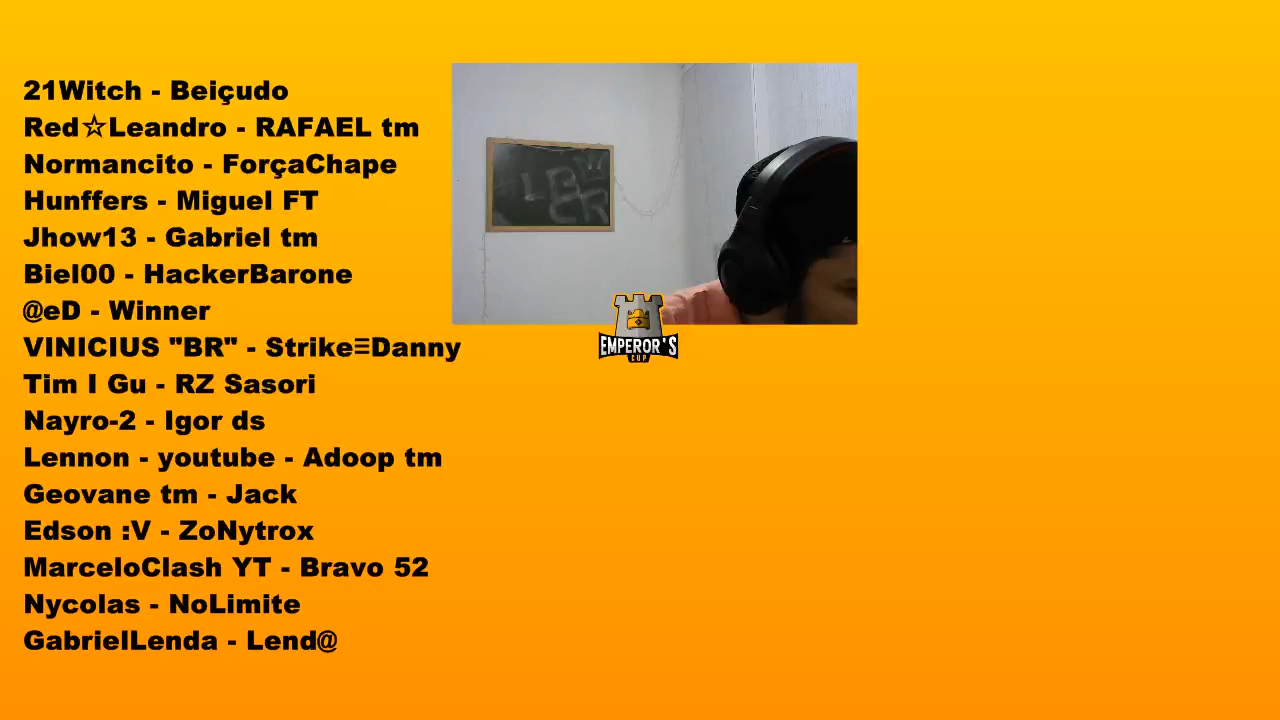 21Witch - Beiçudo
Red☆Leandro - RAFAEL tm
Normancito - ForçaChape
Hunffers - Miguel FT
Jhow13 - Gabriel tm
Biel00 - HackerBarone
@eD - Winner
VINICIUS "BR" - Strike☰Danny
Tim I Gu - RZ Sasori
Nayro-2 - Igor ds
Lennon - youtube - Adoop tm
Geovane tm - Jack
Edson :V - ZoNytrox
MarceloClash YT - Bravo 52
Nycolas - NoLimite
GabrielLenda - Lend@
EMPEROR'S
CUP